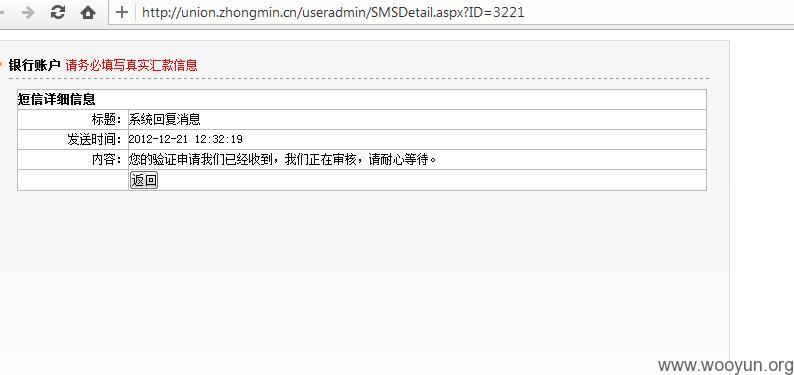 http://union.zhongmin.cn/useradmin/SMSDetail.aspx?ID=3221
银行账户 请务必填写真实汇款信息
短信详细信息
标题： 系统回复消息
发送时间： 2012-12-21 12:32:19
内容： 您的验证申请我们已经收到，我们正在审核，请耐心等待。
返回
www.wooyun.org